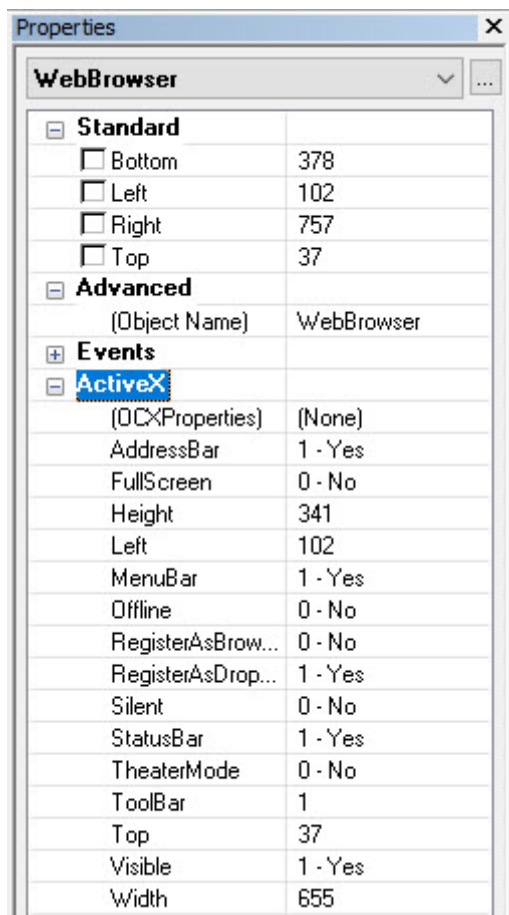 Properties
WebBrowser ...
Standard
Bottom 378
Left 102
Right 757
Top 37
Advanced
(Object Name) WebBrowser
Events
ActiveX
(OCXProperties) (None)
AddressBar 1 - Yes
FullScreen 0 - No
Height 341
Left 102
MenuBar 1 - Yes
Offline 0 - No
RegisterAsBrow... 0 - No
RegisterAsDrop... 1 - Yes
Silent 0 - No
StatusBar 1 - Yes
TheaterMode 0 - No
ToolBar 1
Top 37
Visible 1 - Yes
Width 655